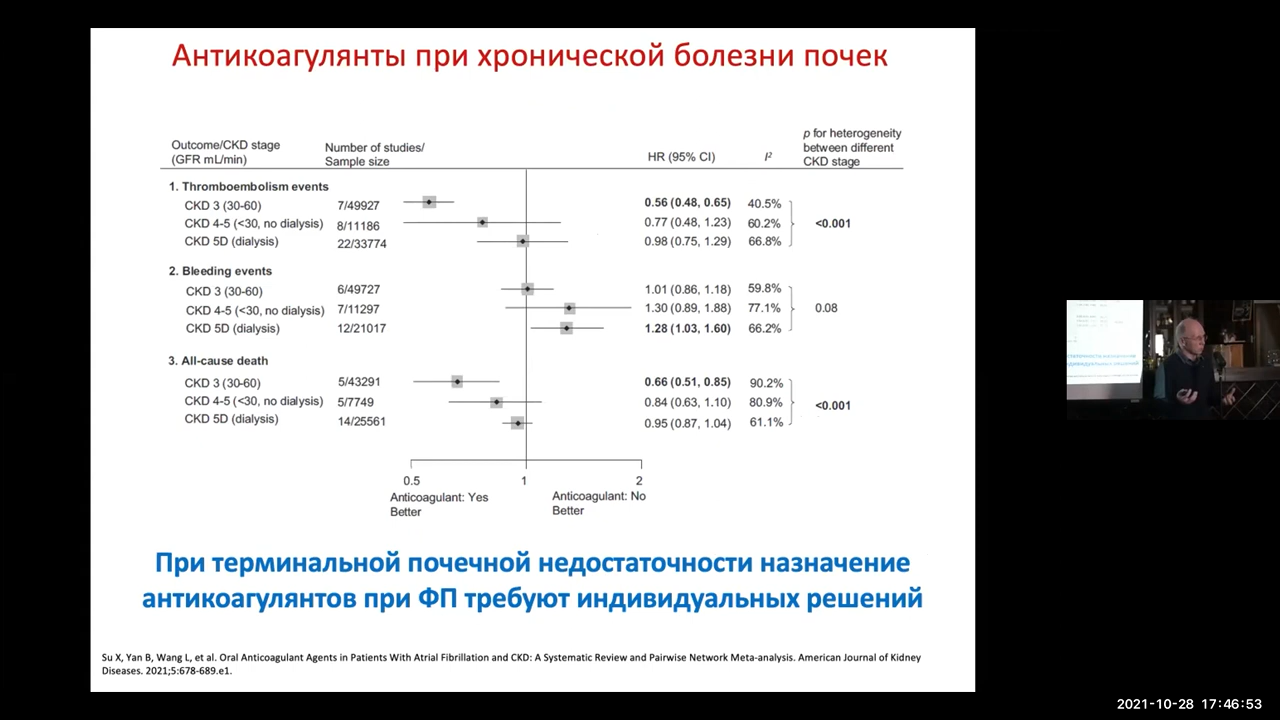 Антикоагулянты при хронической болезни почек
Outcome/CKD stage
(GFR mL/min)
Number of studies/
Sample size
HR (95% CI)
I²
p for heterogeneity
between different
CKD stage
1. Thromboembolism events
CKD 3 (30-60) 7/49927 0.56 (0.48, 0.65) 40.5%
CKD 4-5 (<30, no dialysis) 8/11186 0.77 (0.48, 1.23) 60.2% <0.001
CKD 5D (dialysis) 22/33774 0.98 (0.75, 1.29) 66.8%
2. Bleeding events
CKD 3 (30-60) 6/49727 1.01 (0.86, 1.18) 59.8%
CKD 4-5 (<30, no dialysis) 7/11297 1.30 (0.89, 1.88) 77.1% 0.08
CKD 5D (dialysis) 12/21017 1.28 (1.03, 1.60) 66.2%
3. All-cause death
CKD 3 (30-60) 5/43291 0.66 (0.51, 0.85) 90.2%
CKD 4-5 (<30, no dialysis) 5/7749 0.84 (0.63, 1.10) 80.9% <0.001
CKD 5D (dialysis) 14/25561 0.95 (0.87, 1.04) 61.1%
0.5 1 2
Anticoagulant: Yes
Better
Anticoagulant: No
Better
При терминальной почечной недостаточности назначение
антикоагулянтов при ФП требуют индивидуальных решений
Su X, Yan B, Wang L, et al. Oral Anticoagulant Agents in Patients With Atrial Fibrillation and CKD: A Systematic Review and Pairwise Network Meta-analysis. American Journal of Kidney
Diseases. 2021;5:678-689.e1.
2021-10-28 17:46:53